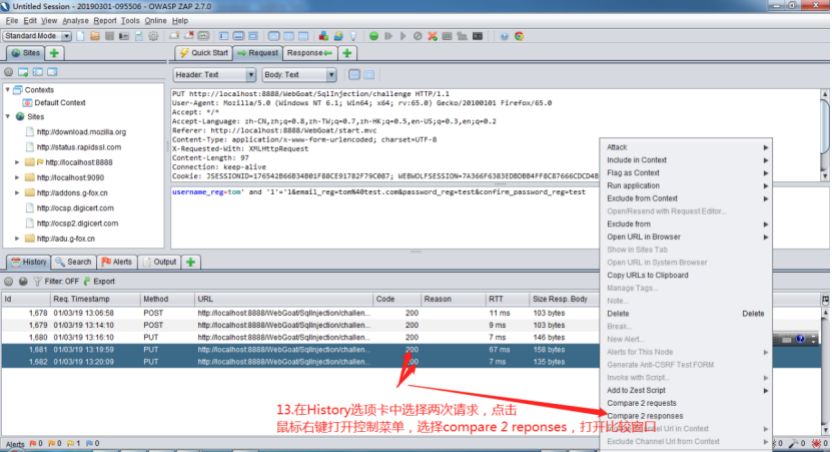 Untitled Session - 20190301-095506 - OWASP ZAP 2.7.0
File Edit View Analyse Report Tools Online Help
Standard Mode
Sites
Quick Start Request Response
Header: Text Body: Text
Contexts
Default Context
Sites
http://download.mozilla.org
http://status.rapidssl.com
http://localhost:8888
http://localhost:9090
http://addons.g-fox.cn
http://ocsp.digicert.com
http://ocsp2.digicert.com
http://adu.g-fox.cn
PUT http://localhost:8888/WebGoat/SqlInjection/challenge HTTP/1.1
User-Agent: Mozilla/5.0 (Windows NT 6.1; Win64; x64; rv:65.0) Gecko/20100101 Firefox/65.0
Accept: */*
Accept-Language: zh-CN,zh;q=0.8,zh-TW;q=0.7,zh-HK;q=0.5,en-US;q=0.3,en;q=0.2
Referer: http://localhost:8888/WebGoat/start.mvc
Content-Type: application/x-www-form-urlencoded; charset=UTF-8
X-Requested-With: XMLHttpRequest
Content-Length: 97
Connection: keep-alive
username_reg=tom' and '1'='1&email_reg=tom%40test.com&password_reg=test&confirm_password_reg=test
History Search Alerts Output
Filter: OFF Export
Id Req. Timestamp Method URL Code Reason RTT Size Resp. Body
1,678 01/03/19 13:06:58 POST http://localhost:8888/WebGoat/SqlInjection/challen... 200 11 ms 103 bytes
1,679 01/03/19 13:14:10 POST http://localhost:8888/WebGoat/SqlInjection/challen... 200 9 ms 103 bytes
1,680 01/03/19 13:16:10 PUT http://localhost:8888/WebGoat/SqlInjection/challen... 200 7 ms 146 bytes
1,681 01/03/19 13:19:59 PUT http://localhost:8888/WebGoat/SqlInjection/challen... 200 67 ms 158 bytes
1,682 01/03/19 13:20:09 PUT http://localhost:8888/WebGoat/SqlInjection/challen... 200 7 ms 135 bytes
Attack
Include in Context
Flag as Context
Run application
Exclude from Context
Open/Resend with Request Editor...
Exclude from
Open URL in Browser
Show in Sites Tab
Open URL in System Browser
Copy URLs to Clipboard
Manage Tags...
Note...
Delete Delete
Break...
New Alert...
Alerts for This Node
Generate Anti-CSRF Test FORM
Invoke with Script...
Add to Zest Script
Compare 2 requests
Compare 2 responses
Channel Url in Context
Exclude Channel Url from Context
13.在History选项卡中选择两次请求，点击
鼠标右键打开控制菜单，选择compare 2 reponses，打开比较窗口
Alerts 0 0 1 0